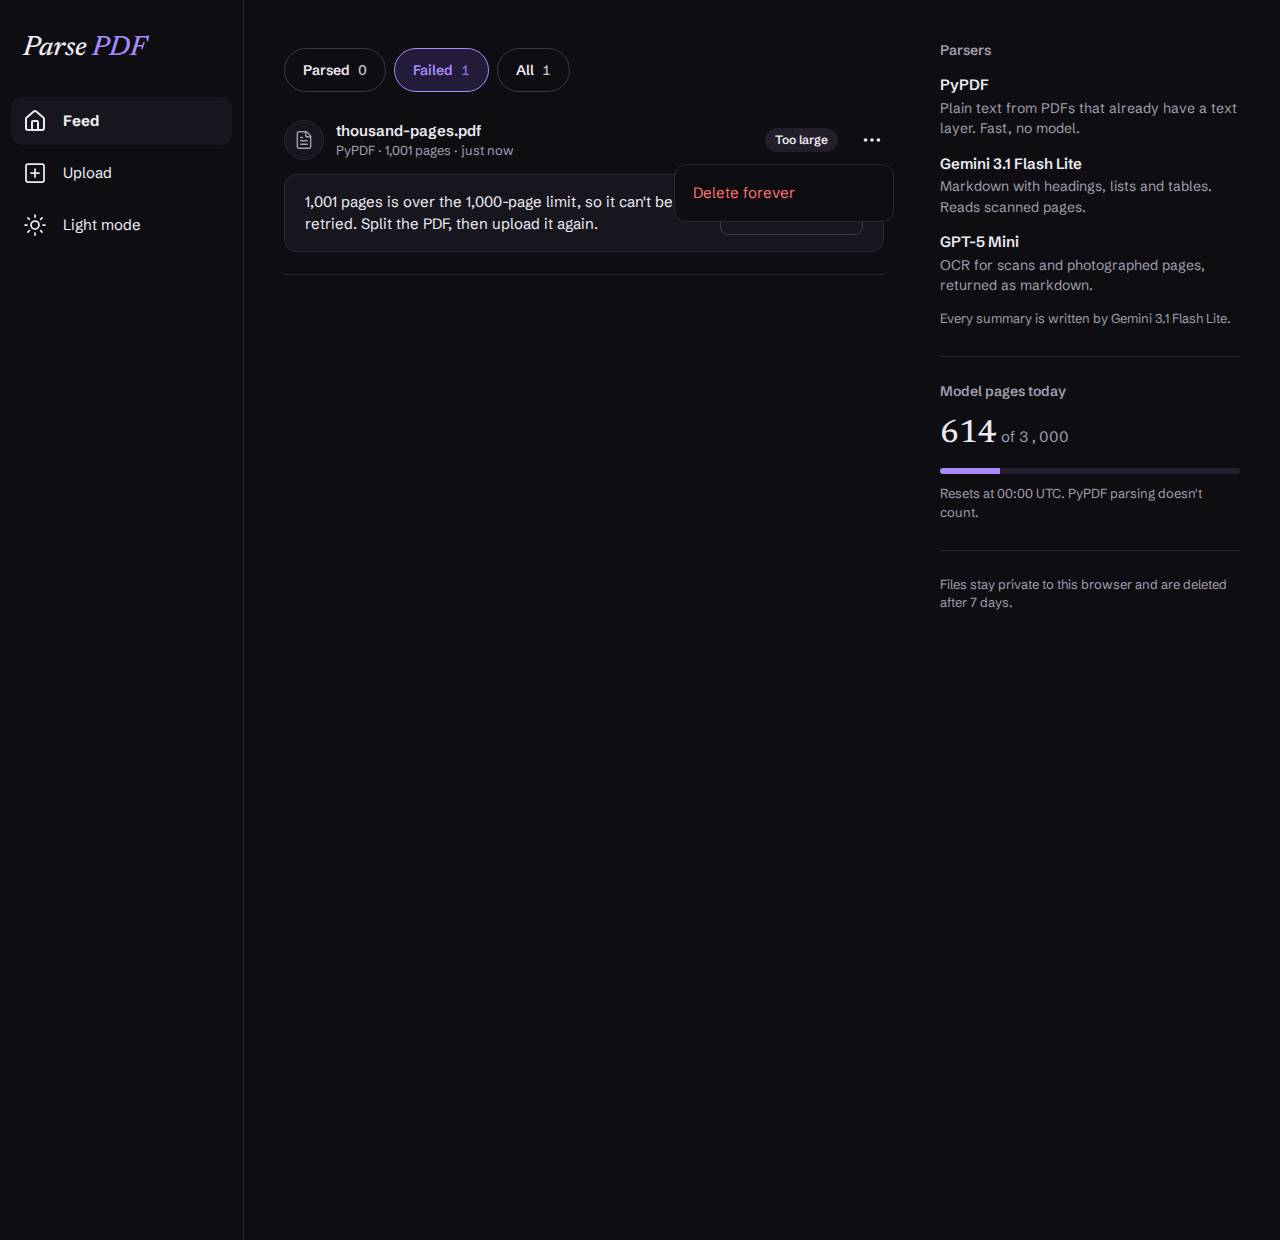 Parse PDF
Feed
Upload
Light mode
Parsed 0
Failed 1
All 1
thousand-pages.pdf
PyPDF · 1,001 pages · just now
Too large
Delete forever
1,001 pages is over the 1,000-page limit, so it can't be
retried. Split the PDF, then upload it again.
Parsers
PyPDF
Plain text from PDFs that already have a text
layer. Fast, no model.
Gemini 3.1 Flash Lite
Markdown with headings, lists and tables.
Reads scanned pages.
GPT-5 Mini
OCR for scans and photographed pages,
returned as markdown.
Every summary is written by Gemini 3.1 Flash Lite.
Model pages today
614 of 3,000
Resets at 00:00 UTC. PyPDF parsing doesn't
count.
Files stay private to this browser and are deleted
after 7 days.